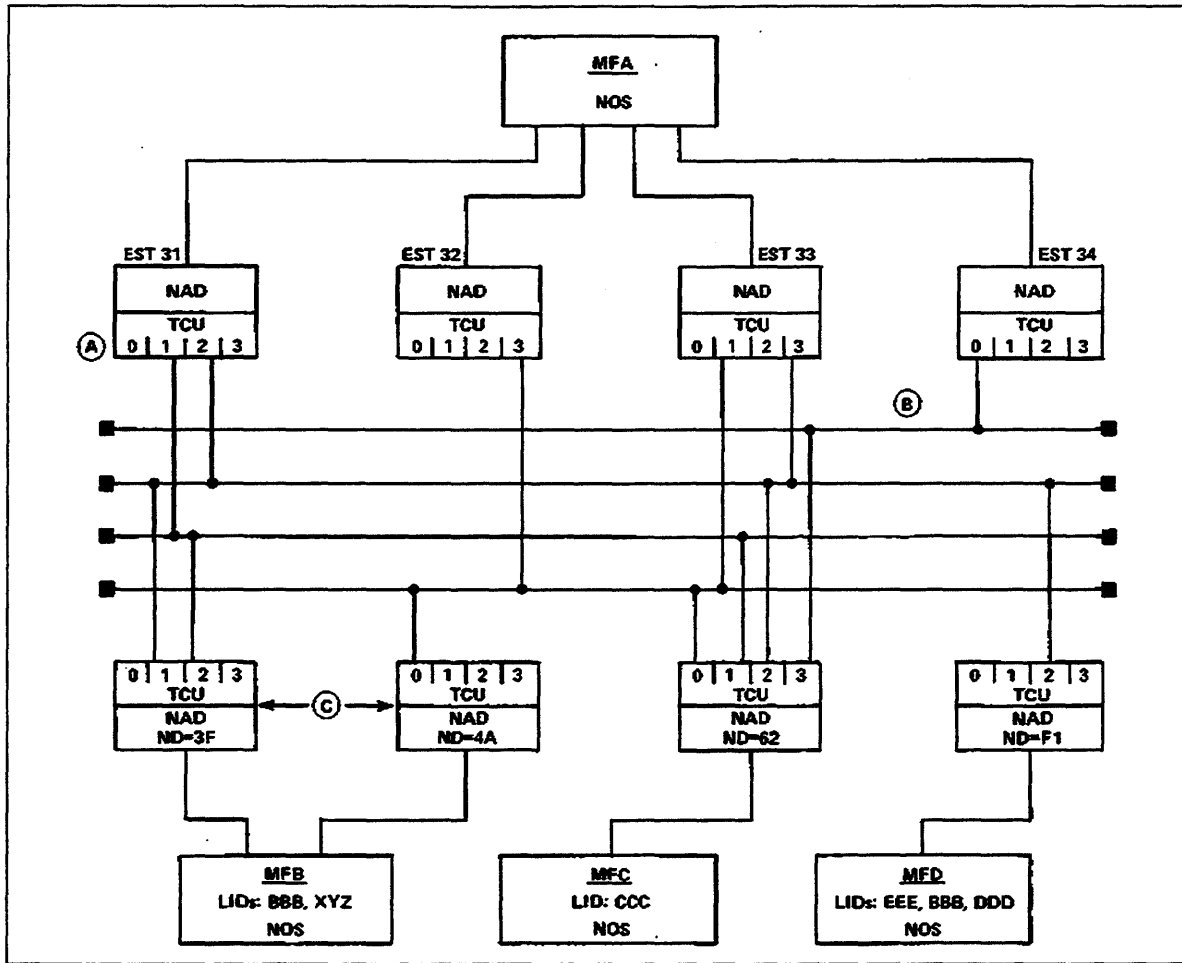 MFA
NOS
EST 31
EST 32
EST 33
EST 34
NAD
NAD
NAD
NAD
TCU
TCU
TCU
TCU
A
0 1 2 3
0 1 2 3
0 1 2 3
0 1 2 3
B
0 1 2 3
0 1 2 3
0 1 2 3
0 1 2 3
TCU
TCU
TCU
TCU
C
NAD
NAD
NAD
NAD
ND=3F
ND=4A
ND=62
ND=F1
MFB
LIDs: BBB, XYZ
NOS
MFC
LID: CCC
NOS
MFD
LIDs: EEE, BBB, DDD
NOS